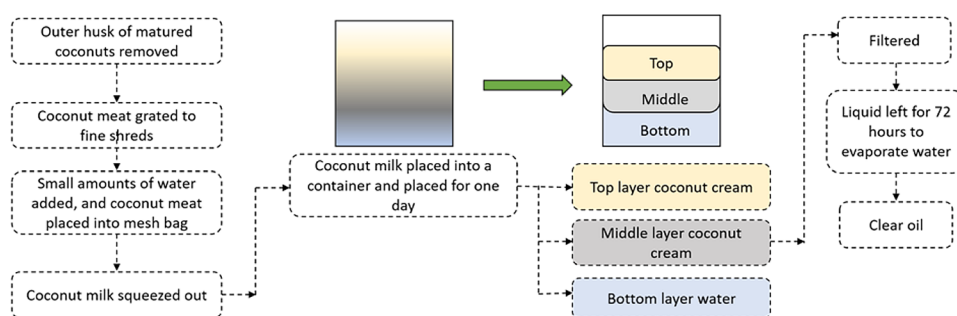 Outer husk of matured
coconuts removed
Coconut meat grated to
fine shreds
Small amounts of water
added, and coconut meat
placed into mesh bag
Coconut milk squeezed out
Coconut milk placed into a
container and placed for one
day
Top
Middle
Bottom
Top layer coconut cream
Middle layer coconut
cream
Bottom layer water
Filtered
Liquid left for 72
hours to
evaporate water
Clear oil